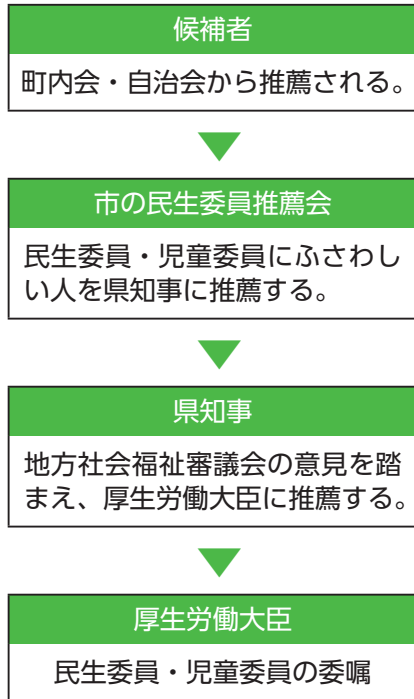 候補者
町内会・自治会から推薦される。
市の民生委員推薦会
民生委員・児童委員にふさわし
い人を県知事に推薦する。
県知事
地方社会福祉審議会の意見を踏
まえ、厚生労働大臣に推薦する。
厚生労働大臣
民生委員・児童委員の委嘱